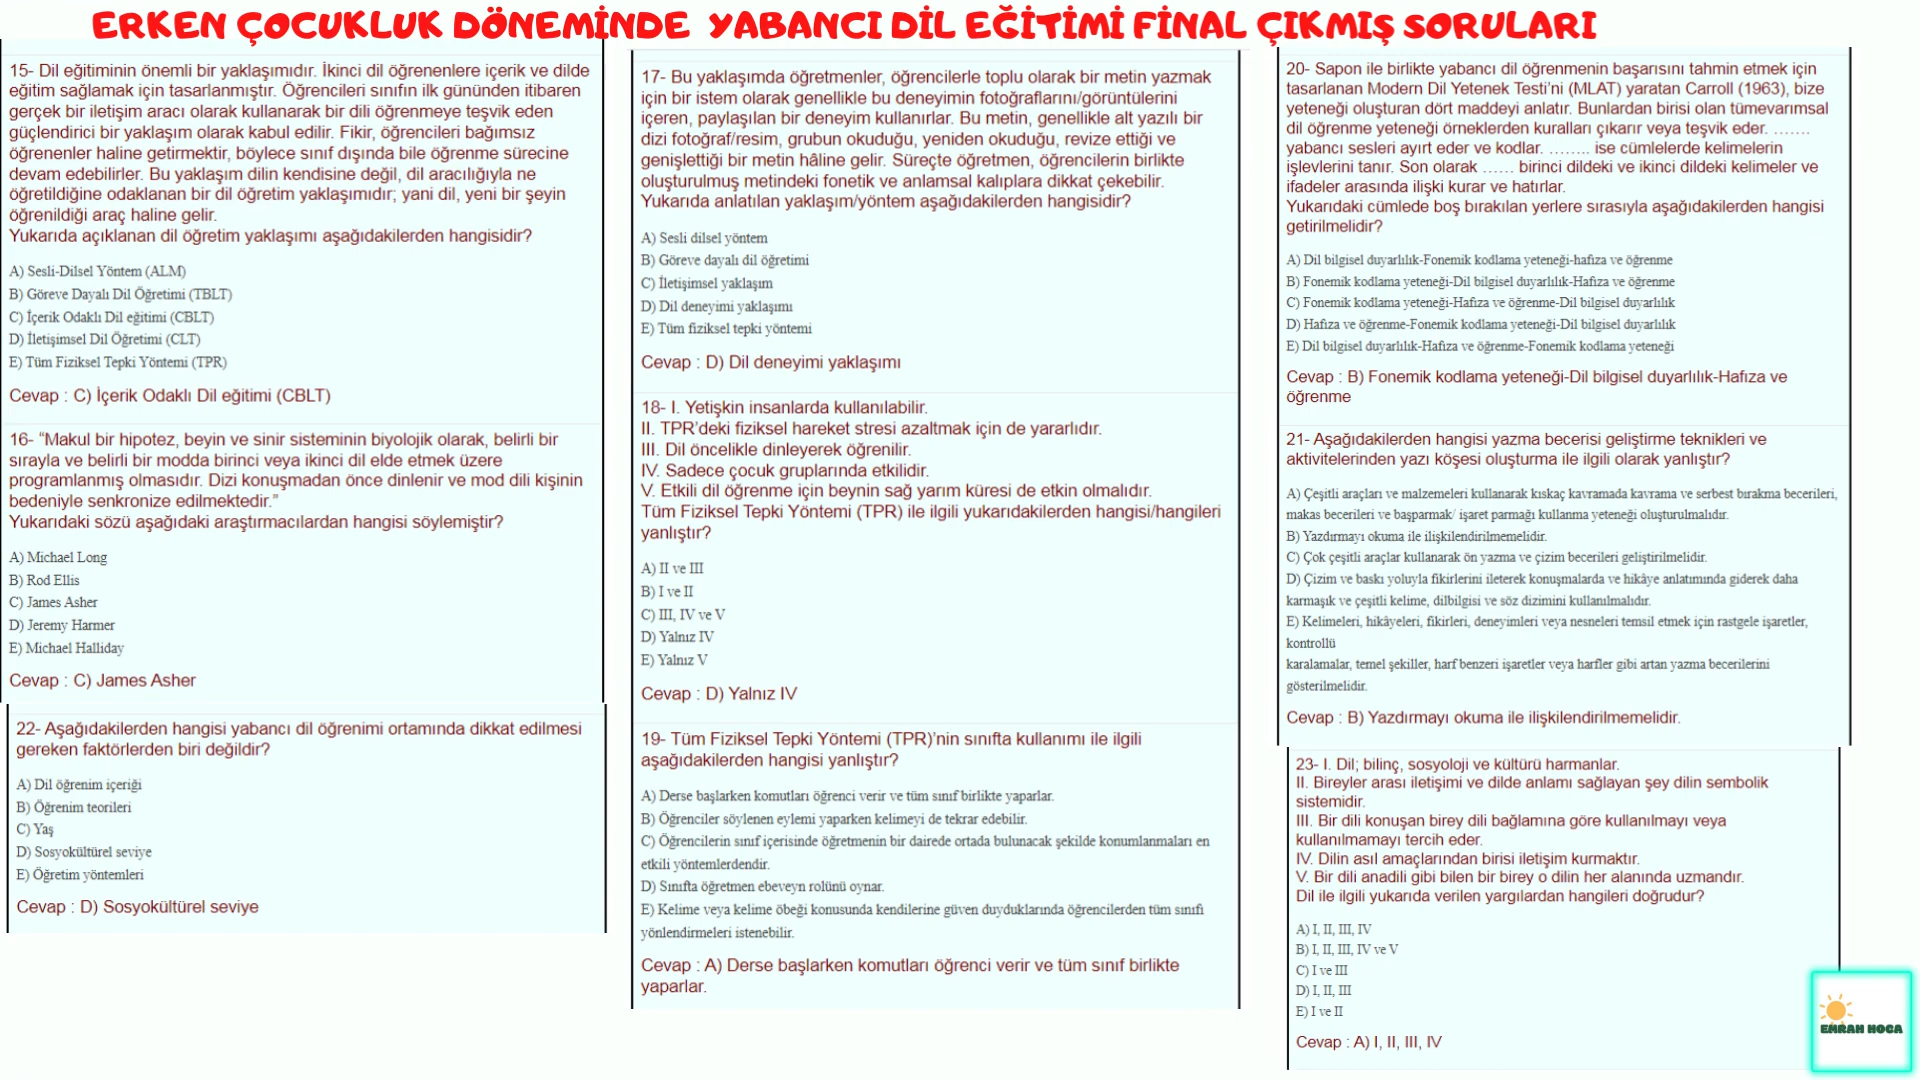 ERKEN ÇOCUKLUK DÖNEMİNDE YABANCI DİL EĞİTİMİ FİNAL ÇIKMIŞ SORULARI
15- Dil eğitiminin önemli bir yaklaşımıdır. İkinci dil öğrenenlere içerik ve dilde
eğitim sağlamak için tasarlanmıştır. Öğrencileri sınıfın ilk gününden itibaren
gerçek bir iletişim aracı olarak kullanarak bir dili öğrenmeye teşvik eden
güçlendirici bir yaklaşım olarak kabul edilir. Fikir, öğrencileri bağımsız
öğrenenler haline getirmektir, böylece sınıf dışında bile öğrenme sürecine
devam edebilirler. Bu yaklaşım dilin kendisine değil, dil aracılığıyla ne
öğretildiğine odaklanan bir dil öğretim yaklaşımıdır; yani dil, yeni bir şeyin
öğrenildiği araç haline gelir.
Yukarıda açıklanan dil öğretim yaklaşımı aşağıdakilerden hangisidir?
A) Sesli-Dilsel Yöntem (ALM)
B) Göreve Dayalı Dil Öğretimi (TBLT)
C) İçerik Odaklı Dil eğitimi (CBLT)
D) İletişimsel Dil Öğretimi (CLT)
E) Tüm Fiziksel Tepki Yöntemi (TPR)
Cevap : C) İçerik Odaklı Dil eğitimi (CBLT)
16- “Makul bir hipotez, beyin ve sinir sisteminin biyolojik olarak, belirli bir
sırayla ve belirli bir modda birinci veya ikinci dil elde etmek üzere
programlanmış olmasıdır. Dizi konuşmadan önce dinlenir ve mod dili kişinin
bedeniyle senkronize edilmektedir.”
Yukarıdaki sözü aşağıdaki araştırmacılardan hangisi söylemiştir?
A) Michael Long
B) Rod Ellis
C) James Asher
D) Jeremy Harmer
E) Michael Halliday
Cevap : C) James Asher
22- Aşağıdakilerden hangisi yabancı dil öğrenimi ortamında dikkat edilmesi
gereken faktörlerden biri değildir?
A) Dil öğrenim içeriği
B) Öğrenim teorileri
C) Yaş
D) Sosyokültürel seviye
E) Öğretim yöntemleri
Cevap : D) Sosyokültürel seviye
17- Bu yaklaşımda öğretmenler, öğrencilerle toplu olarak bir metin yazmak
için bir istem olarak genellikle bu deneyimin fotoğraflarını/görüntülerini
içeren, paylaşılan bir deneyim kullanırlar. Bu metin, genellikle alt yazılı bir
dizi fotoğraf/resim, grubun okuduğu, yeniden okuduğu, revize ettiği ve
genişlettiği bir metin hâline gelir. Süreçte öğretmen, öğrencilerin birlikte
oluşturulmuş metindeki fonetik ve anlamsal kalıplara dikkat çekebilir.
Yukarıda anlatılan yaklaşım/yöntem aşağıdakilerden hangisidir?
A) Sesli dilsel yöntem
B) Göreve dayalı dil öğretimi
C) İletişimsel yaklaşım
D) Dil deneyimi yaklaşımı
E) Tüm fiziksel tepki yöntemi
Cevap : D) Dil deneyimi yaklaşımı
18- I. Yetişkin insanlarda kullanılabilir.
II. TPR’deki fiziksel hareket stresi azaltmak için de yararlıdır.
III. Dil öncelikle dinleyerek öğrenilir.
IV. Sadece çocuk gruplarında etkilidir.
V. Etkili dil öğrenme için beynin sağ yarım küresi de etkin olmalıdır.
Tüm Fiziksel Tepki Yöntemi (TPR) ile ilgili yukarıdakilerden hangisi/hangileri
yanlıştır?
A) II ve III
B) I ve II
C) III, IV ve V
D) Yalnız IV
E) Yalnız V
Cevap : D) Yalnız IV
19- Tüm Fiziksel Tepki Yöntemi (TPR)’nin sınıfta kullanımı ile ilgili
aşağıdakilerden hangisi yanlıştır?
A) Derse başlarken komutları öğrenci verir ve tüm sınıf birlikte yaparlar.
B) Öğrenciler söylenen eylemi yaparken kelimeyi de tekrar edebilir.
C) Öğrencilerin sınıf içerisinde öğretmenin bir dairede ortada bulunacak şekilde konumlanmaları en
etkili yöntemlerdendir.
D) Sınıfta öğretmen ebeveyn rolünü oynar.
E) Kelime veya kelime öbeği konusunda kendilerine güven duyduklarında öğrencilerden tüm sınıfı
yönlendirmeleri istenebilir.
Cevap : A) Derse başlarken komutları öğrenci verir ve tüm sınıf birlikte
yaparlar.
20- Sapon ile birlikte yabancı dil öğrenmenin başarısını tahmin etmek için
tasarlanan Modern Dil Yetenek Testi’ni (MLAT) yaratan Carroll (1963), bize
yeteneği oluşturan dört maddeyi anlatır. Bunlardan birisi olan tümevarımsal
dil öğrenme yeteneği örneklerden kuralları çıkarır veya teşvik eder. …….
yabancı sesleri ayırt eder ve kodlar. …….. ise cümlelerde kelimelerin
işlevlerini tanır. Son olarak …… birinci dildeki ve ikinci dildeki kelimeler ve
ifadeler arasında ilişki kurar ve hatırlar.
Yukarıdaki cümlede boş bırakılan yerlere sırasıyla aşağıdakilerden hangisi
getirilmelidir?
A) Dil bilgisel duyarlılık-Fonemik kodlama yeteneği-hafıza ve öğrenme
B) Fonemik kodlama yeteneği-Dil bilgisel duyarlılık-Hafıza ve öğrenme
C) Fonemik kodlama yeteneği-Hafıza ve öğrenme-Dil bilgisel duyarlılık
D) Hafıza ve öğrenme-Fonemik kodlama yeteneği-Dil bilgisel duyarlılık
E) Dil bilgisel duyarlılık-Hafıza ve öğrenme-Fonemik kodlama yeteneği
Cevap : B) Fonemik kodlama yeteneği-Dil bilgisel duyarlılık-Hafıza ve
öğrenme
21- Aşağıdakilerden hangisi yazma becerisi geliştirme teknikleri ve
aktivitelerinden yazı köşesi oluşturma ile ilgili olarak yanlıştır?
A) Çeşitli araçları ve malzemeleri kullanarak kıskaç kavramada kavrama ve serbest bırakma becerileri,
makas becerileri ve başparmak/ işaret parmağı kullanma yeteneği oluşturulmalıdır.
B) Yazdırmayı okuma ile ilişkilendirilmemelidir.
C) Çok çeşitli araçlar kullanarak ön yazma ve çizim becerileri geliştirilmelidir.
D) Çizim ve baskı yoluyla fikirlerini ileterek konuşmalarda ve hikâye anlatımında giderek daha
karmaşık ve çeşitli kelime, dilbilgisi ve söz dizimini kullanılmalıdır.
E) Kelimeleri, hikâyeleri, fikirleri, deneyimleri veya nesneleri temsil etmek için rastgele işaretler,
kontrollü
karalamalar, temel şekiller, harf benzeri işaretler veya harfler gibi artan yazma becerilerini
gösterilmelidir.
Cevap : B) Yazdırmayı okuma ile ilişkilendirilmemelidir.
23- I. Dil; bilinç, sosyoloji ve kültürü harmanlar.
II. Bireyler arası iletişimi ve dilde anlamı sağlayan şey dilin sembolik
sistemidir.
III. Bir dili konuşan birey dili bağlamına göre kullanılmayı veya
kullanılmamayı tercih eder.
IV. Dilin asıl amaçlarından birisi iletişim kurmaktır.
V. Bir dili anadili gibi bilen bir birey o dilin her alanında uzmandır.
Dil ile ilgili yukarıda verilen yargılardan hangileri doğrudur?
A) I, II, III, IV
B) I, II, III, IV ve V
C) I ve III
D) I, II, III
E) I ve II
Cevap : A) I, II, III, IV
EMRAH HOCA